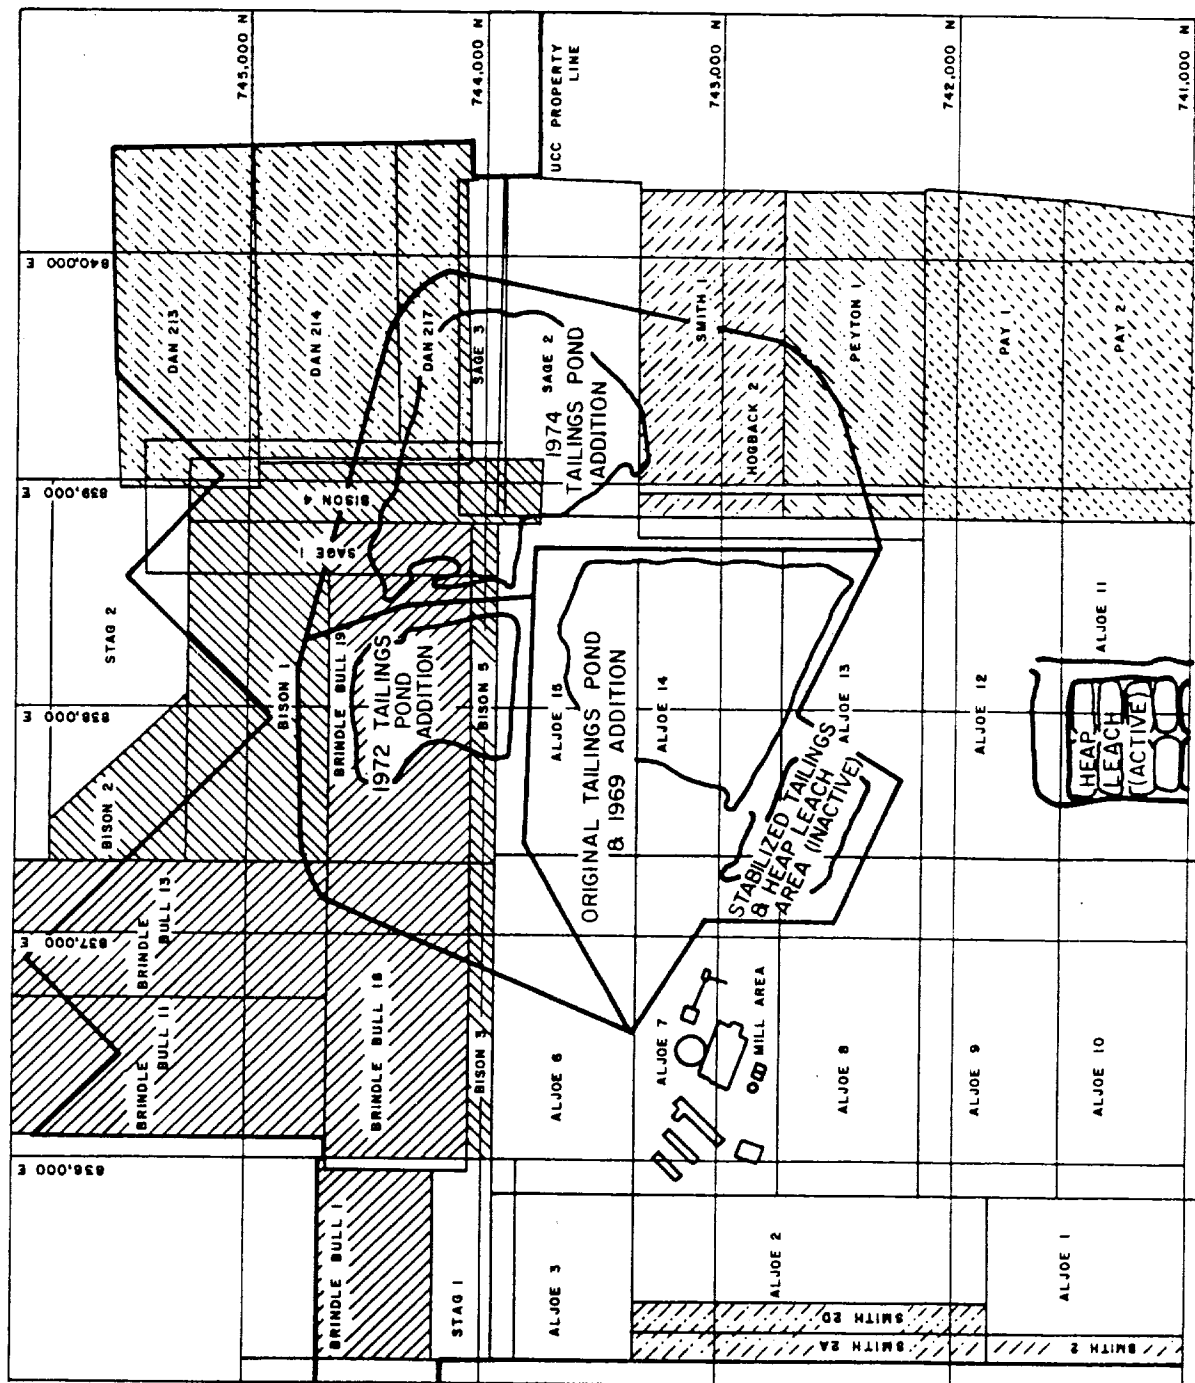 745,000 N
744,000 N
UCC PROPERTY
LINE
743,000 N
742,000 N
741,000 N
840,000 E
839,000 E
838,000 E
837,000 E
836,000 E
DAN 213
DAN 214
DAN 217
SAGE 3
SAGE 2
1974
TAILINGS POND
ADDITION
SMITH 1
HOGBACK 2
PEYTON 1
PAY 1
PAY 2
BISON 4
SAGE 1
STAG 2
BISON 1
BRINDLE BULL 19
1972 TAILINGS
POND
ADDITION
BISON 5
ALJOE 15
ORIGINAL TAILINGS POND
& 1969 ADDITION
ALJOE 14
ALJOE 13
STABILIZED TAILINGS
& HEAP LEACH
AREA (INACTIVE)
ALJOE 12
ALJOE 11
HEAP
LEACH
(ACTIVE)
BISON 2
BRINDLE
BULL 13
BRINDLE
BULL 11
BRINDLE BULL 18
BISON 3
ALJOE 6
ALJOE 7
MILL AREA
ALJOE 8
ALJOE 9
ALJOE 10
BRINDLE BULL 1
STAG 1
ALJOE 3
ALJOE 2
ALJOE 1
SMITH 2D
SMITH 2A
SMITH 2